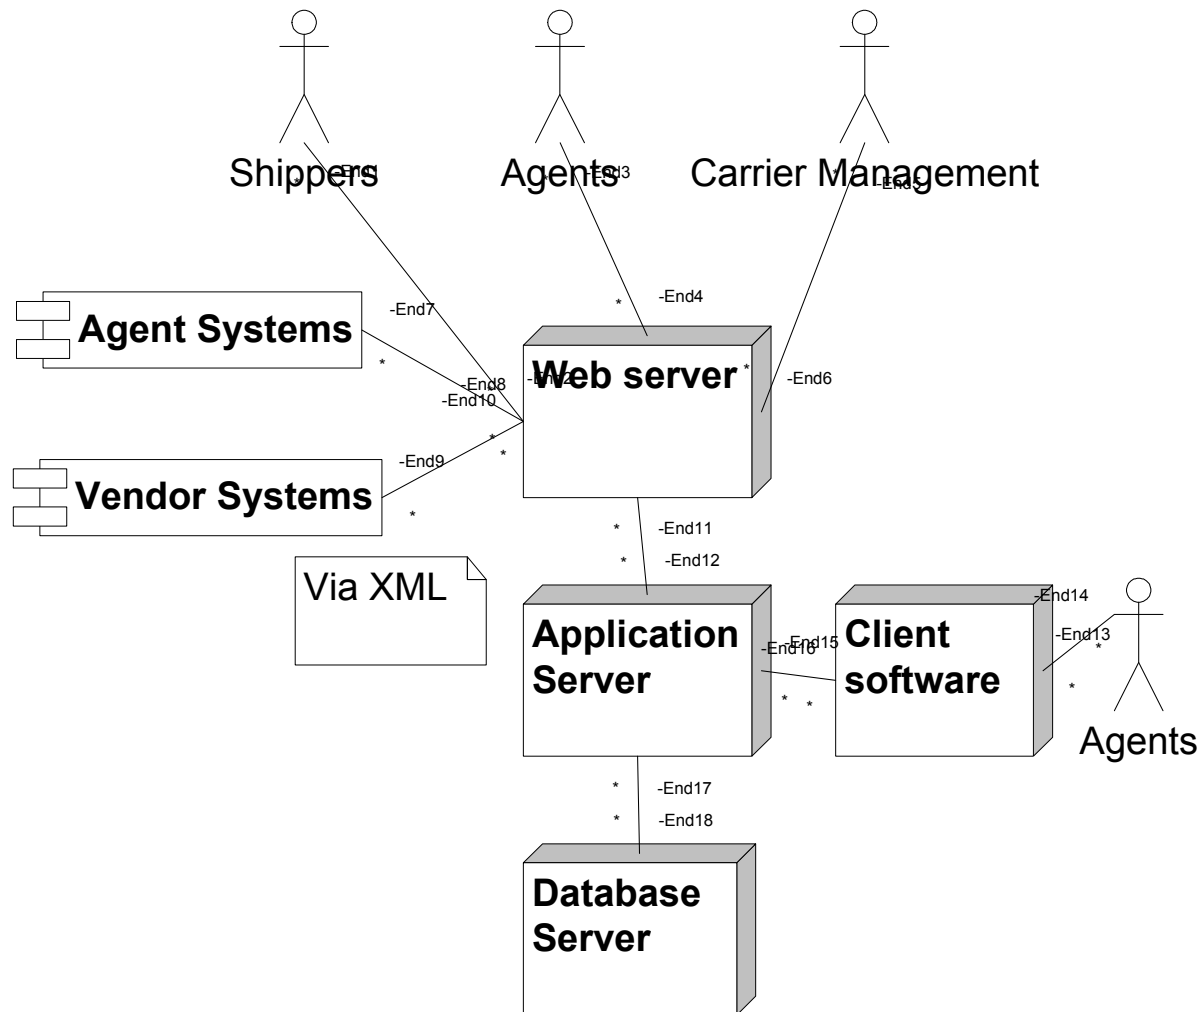 Shippers
Agents
Carrier Management
-End1
*
-End3
*
-End5
*
-End4
*
-End7
*
Agent Systems
Web server
-End2
*
-End6
*
-End8
*
-End10
*
-End9
*
Vendor Systems
-End11
*
-End12
*
Via XML
Application
Server
Client
software
-End14
*
-End13
*
-End15
*
-End16
*
Agents
-End17
*
-End18
*
Database
Server